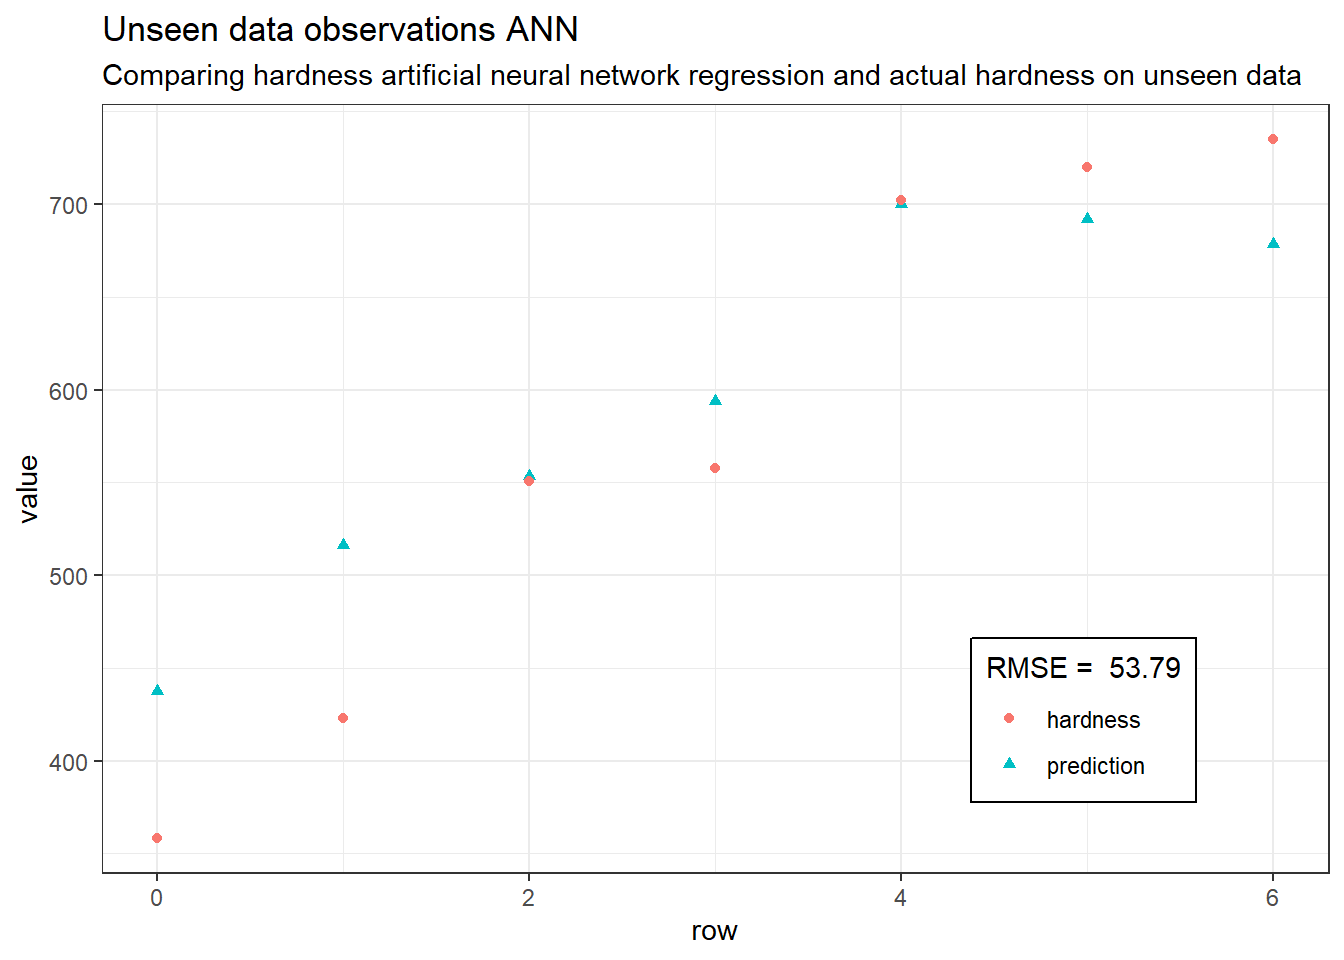 Unseen data observations ANN
Comparing hardness artificial neural network regression and actual hardness on unseen data
700
600
500
400
value
0
2
4
6
row
RMSE =  53.79
hardness
prediction